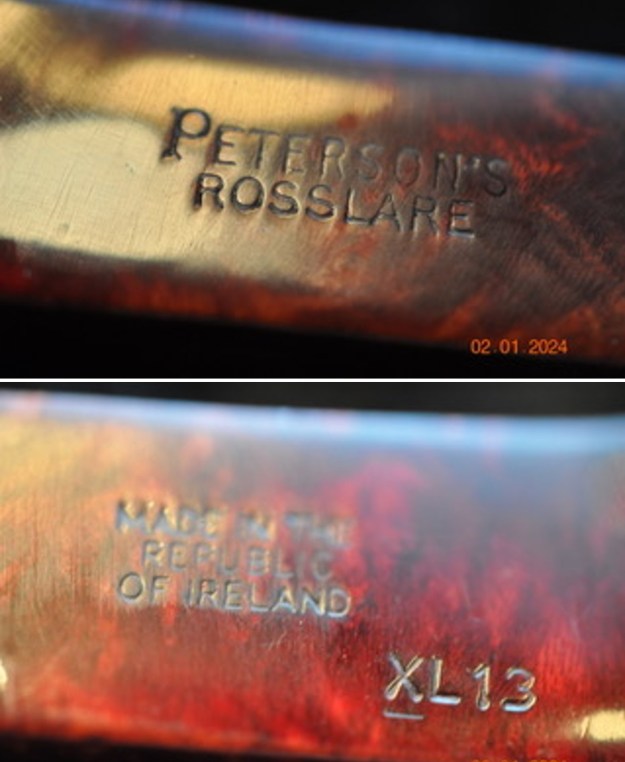 PETERSON'S
ROSSLARE
02.01.2024
MADE IN THE
REPUBLIC
OF IRELAND
XL13